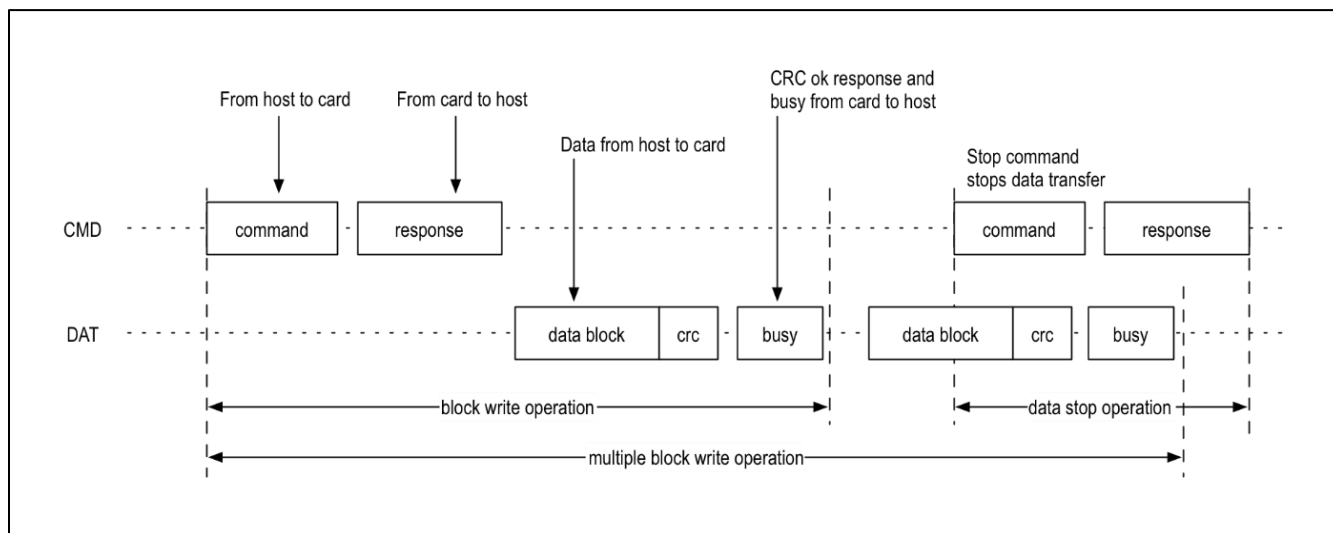 CRC ok response and
busy from card to host
From host to card
From card to host
Data from host to card
Stop command
stops data transfer
CMD
command
response
command
response
DAT
data block
crc
busy
data block
crc
busy
block write operation
data stop operation
multiple block write operation